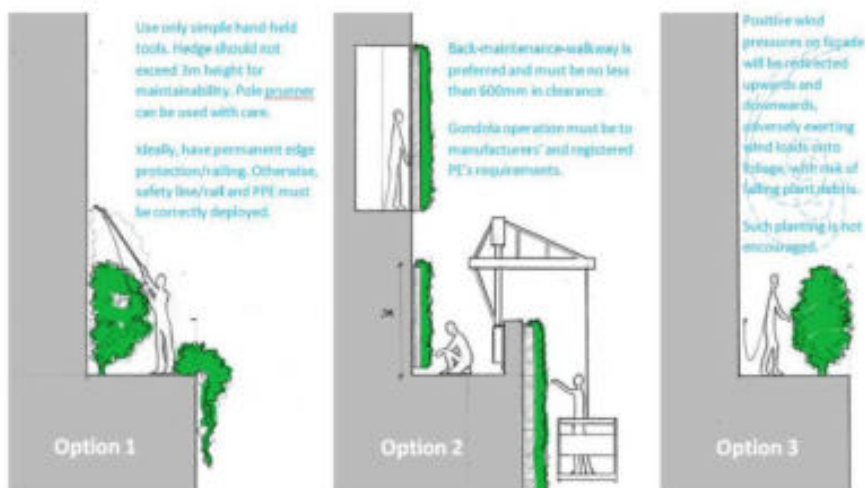 Use only simple hand-held
tools. Hedge should not
exceed 3m height for
maintainability. Pole prunner
can be used with care.
Ideally, have permanent edge
protection/railing. Otherwise,
safety line/rail and PPE must
be correctly deployed.
Option 1
Back-maintenance-walkway is
preferred and must be no less
than 600mm in clearance.
Gondola operation must be to
manufacturers' and registered
PE's requirements.
Option 2
Positive wind
pressures on façade
will be redirected
upwards and
downwards,
adversely exerting
wind loads onto
foliage, with risk of
falling plant debris.
Such planting is not
encouraged.
Option 3